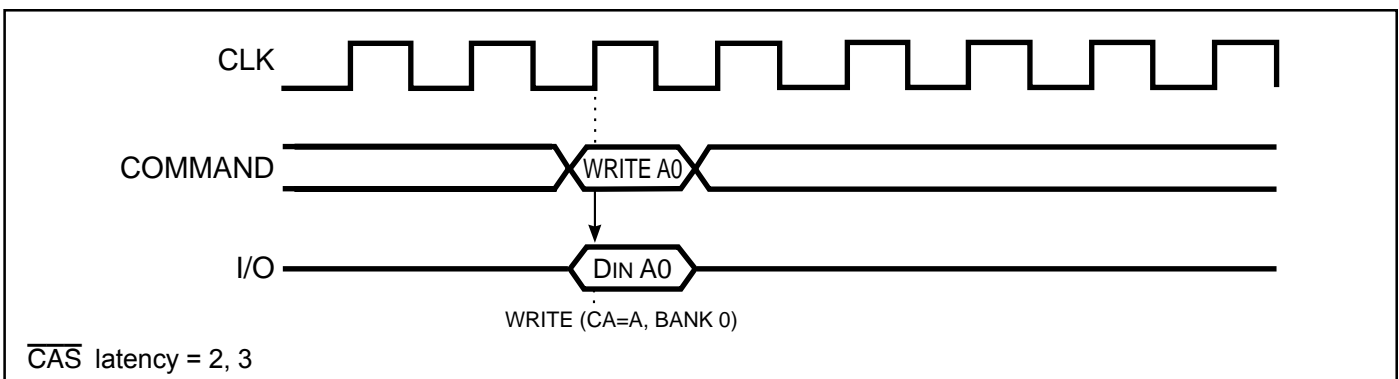 CLK
COMMAND WRITE A0
I/O DIN A0
WRITE (CA=A, BANK 0)
CAS latency = 2, 3